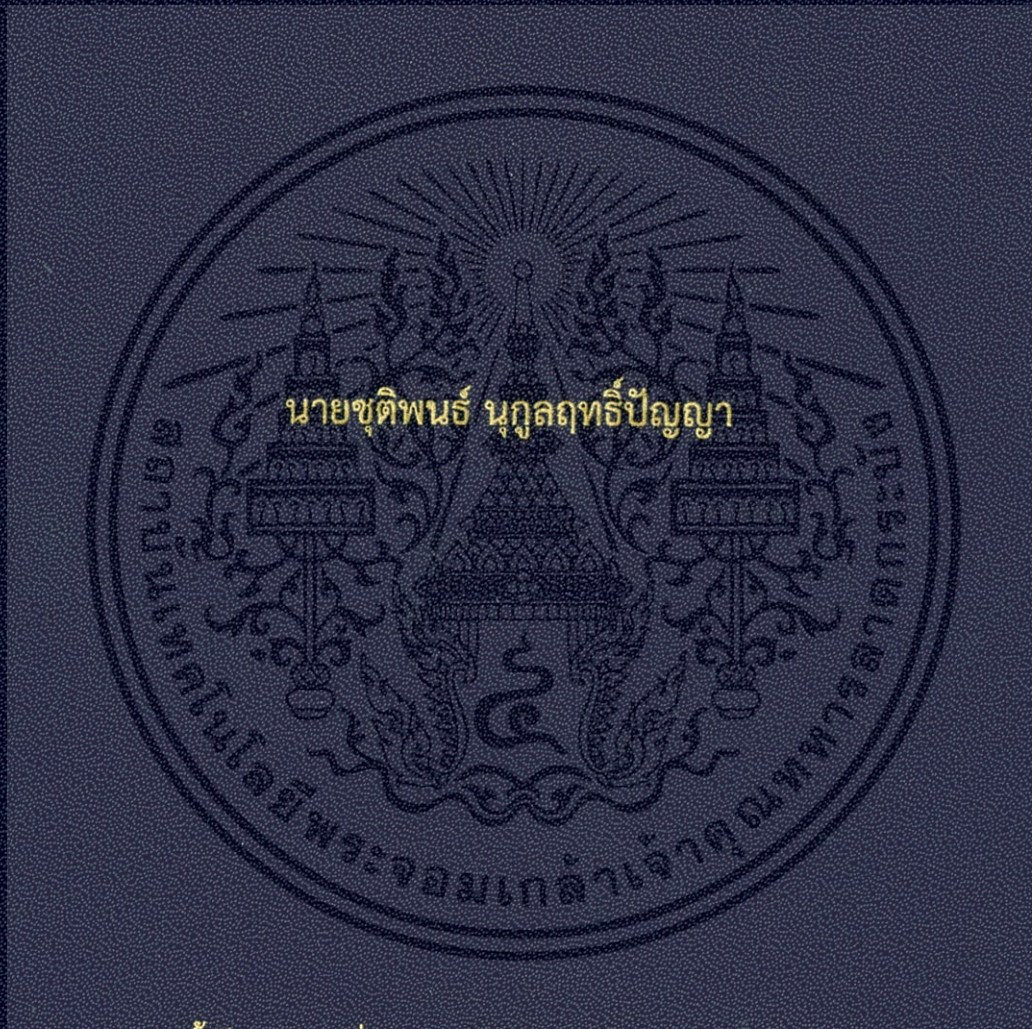 นายชุติพนธ์ นุกูลฤทธิ์ปัญญา
สถาบันเทคโนโลยีพระจอมเกล้าเจ้าคุณทหารลาดกระบัง
๔